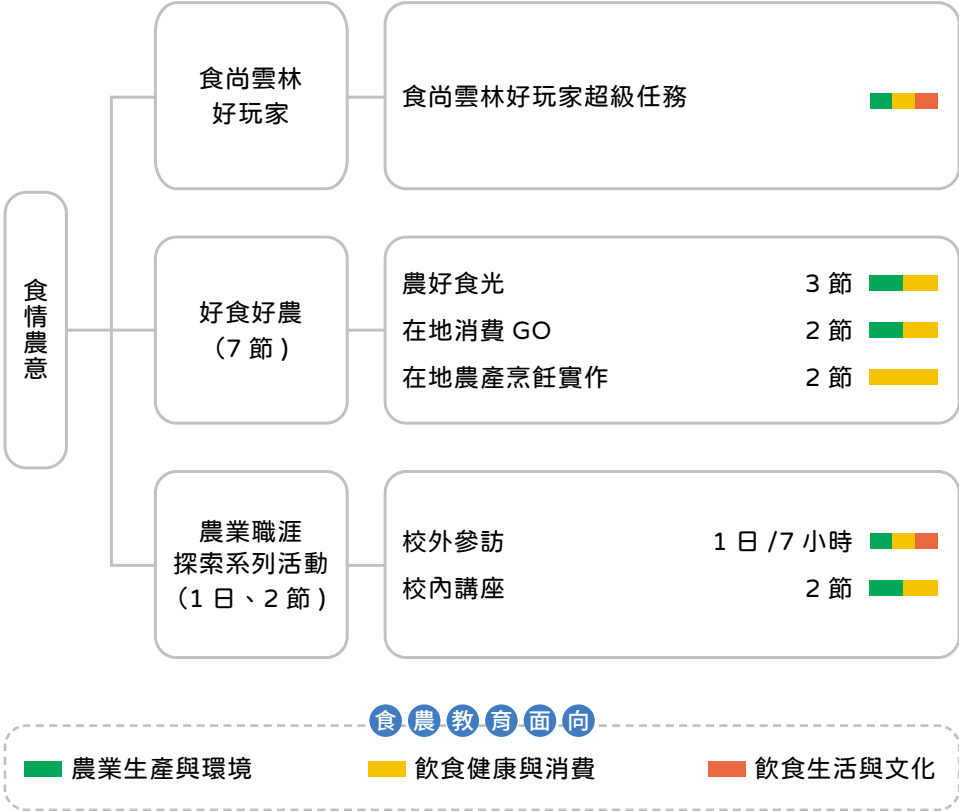 食情農意
食尚雲林
好玩家
食尚雲林好玩家超級任務
好食好農
（7 節 )
農好食光 3 節
在地消費 GO 2 節
在地農產烹飪實作 2 節
農業職涯
探索系列活動
（1 日、2 節 )
校外參訪 1 日 /7 小時
校內講座 2 節
食農教育面向
農業生產與環境 飲食健康與消費 飲食生活與文化